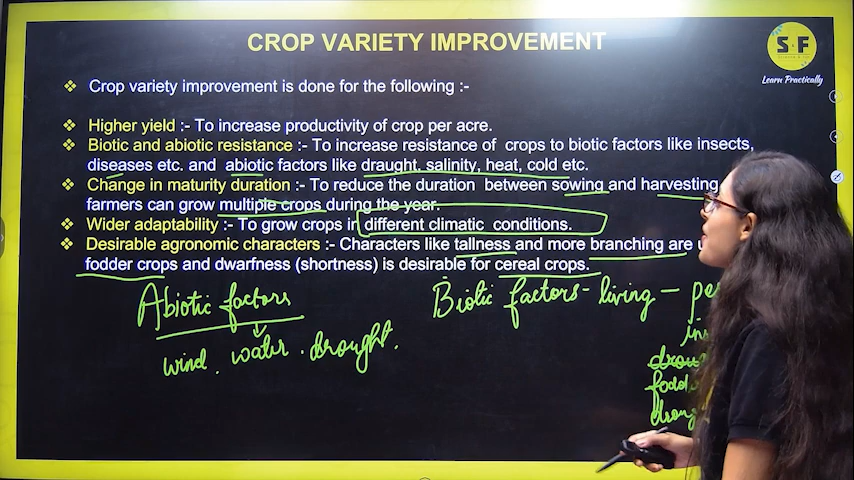 CROP VARIETY IMPROVEMENT
S F
Learn Practically
❖ Crop variety improvement is done for the following :-
❖ Higher yield :- To increase productivity of crop per acre.
❖ Biotic and abiotic resistance :- To increase resistance of crops to biotic factors like insects,
diseases etc. and abiotic factors like draught, salinity, heat, cold etc.
❖ Change in maturity duration :- To reduce the duration between sowing and harvesting
farmers can grow multiple crops during the year.
❖ Wider adaptability :- To grow crops in different climatic conditions.
❖ Desirable agronomic characters :- Characters like tallness and more branching are
fodder crops and dwarfness (shortness) is desirable for cereal crops.
Abiotic factors
Biotic factors - living -
wind, water, drought.